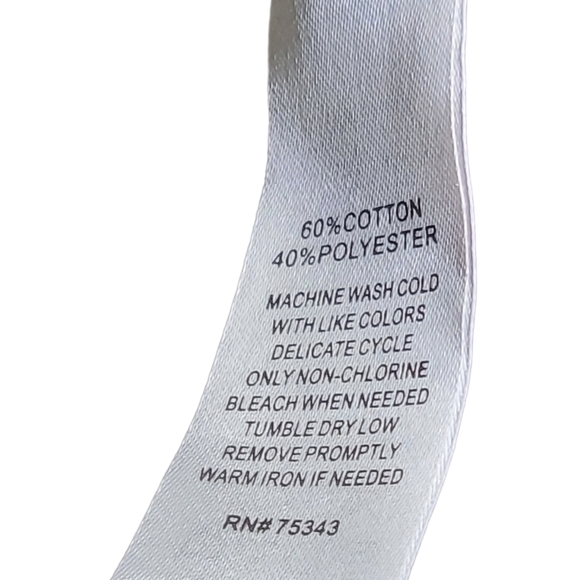 60%COTTON
40%POLYESTER
MACHINE WASH COLD
WITH LIKE COLORS
DELICATE CYCLE
ONLY NON-CHLORINE
BLEACH WHEN NEEDED
TUMBLE DRY LOW
REMOVE PROMPTLY
WARM IRON IF NEEDED
RN# 75343